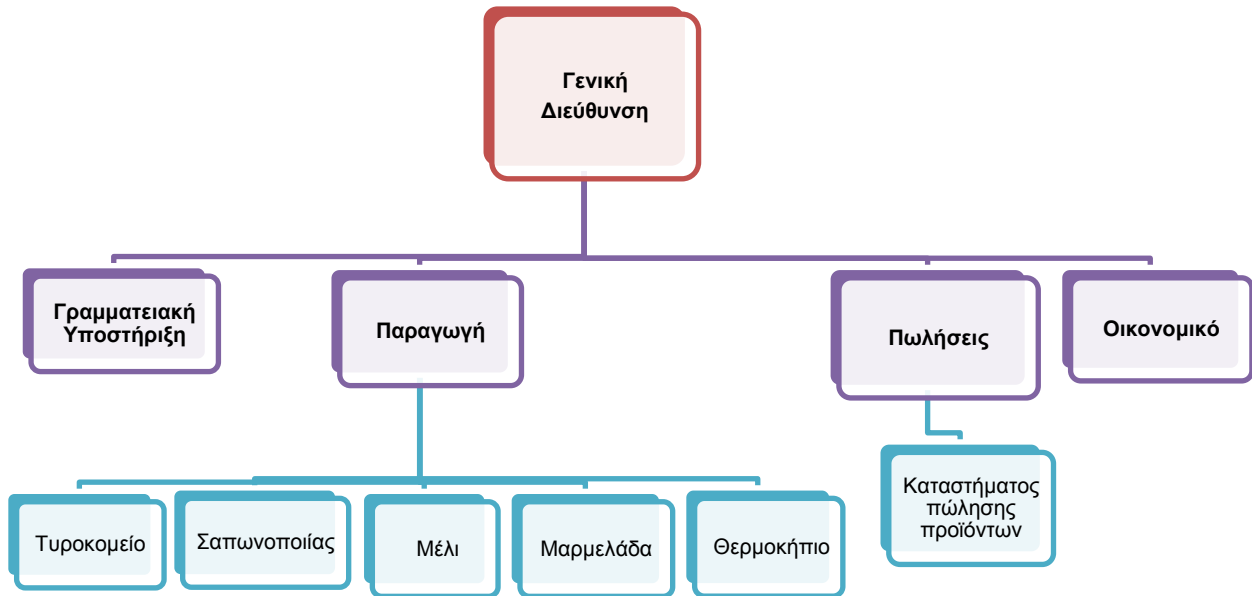 Γενική
Διεύθυνση
Γραμματειακή
Υποστήριξη
Παραγωγή
Πωλήσεις
Οικονομικό
Τυροκομείο
Σαπωνοποιίας
Μέλι
Μαρμελάδα
Θερμοκήπιο
Καταστήματος
πώλησης
προϊόντων